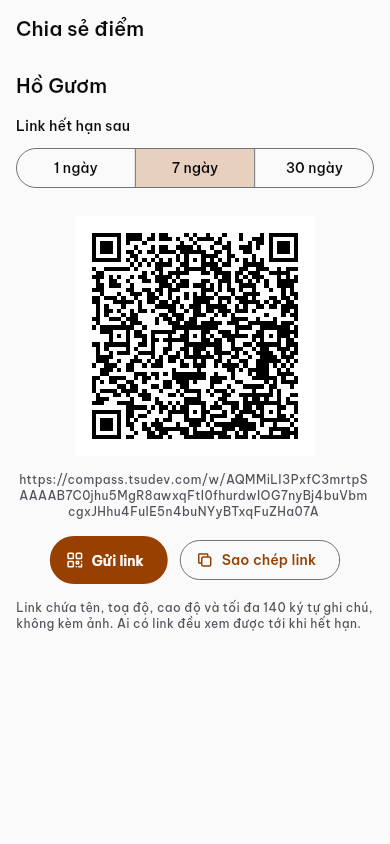 Chia sẻ điểm
Hồ Gươm
Link hết hạn sau
1 ngày
7 ngày
30 ngày
https://compass.tsudev.com/w/AQMMiLI3PxfC3mrtpS
AAAAB7C0jhu5MgR8awxqFtI0fhurdwIOG7nyBj4buVbm
cgxJHhu4FuIE5n4buNYyBTxqFuZHa07A
Gửi link
Sao chép link
Link chứa tên, toạ độ, cao độ và tối đa 140 ký tự ghi chú,
không kèm ảnh. Ai có link đều xem được tới khi hết hạn.